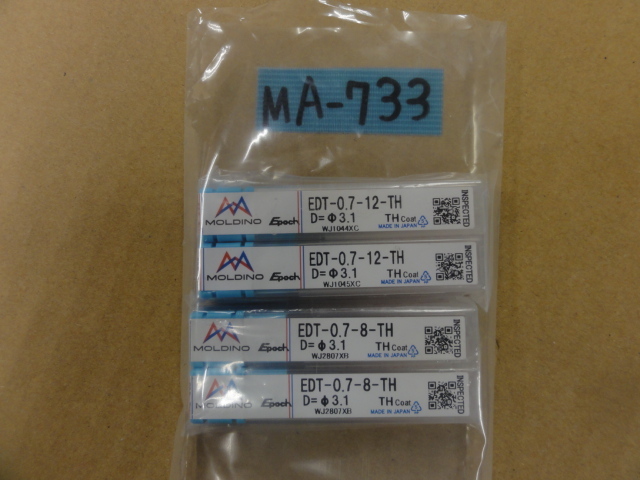 MA-733
MOLDINO Epoch EDT-0.7-12-TH
D=Φ3.1 TH Coat
WJ1044XC MADE IN JAPAN
INSPECTED
MOLDINO Epoch EDT-0.7-12-TH
D=Φ3.1 TH Coat
WJ1045XC MADE IN JAPAN
INSPECTED
MOLDINO Epoch EDT-0.7-8-TH
D=Φ3.1 TH Coat
WJ2807XB MADE IN JAPAN
INSPECTED
MOLDINO Epoch EDT-0.7-8-TH
D=Φ3.1 TH Coat
WJ2807XB MADE IN JAPAN
INSPECTED